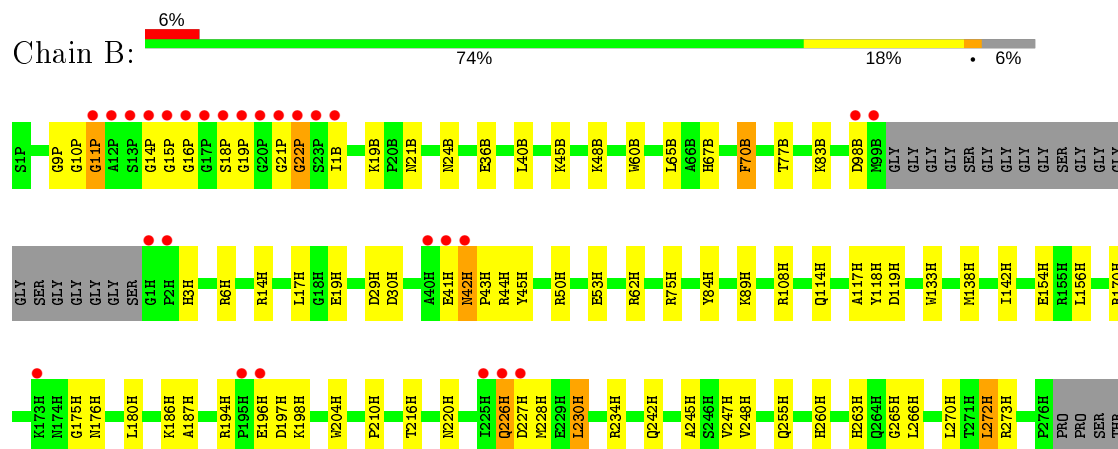 6%
Chain B:
74% 18% • 6%
S1P G9P G10P G11P A12P S13P G14P G15P G16P G17P S18P G19P G20P G21P G22P S23P I1B K19B P20B N21B N24B E36B L40B K45B K48B W60B L65B A66B H67B F70B T77B K83B D98B M99B GLY GLY GLY GLY SER GLY GLY GLY GLY SER GLY GLY
GLY SER GLY GLY GLY GLY SER G1H P2H H3H R6H R14H L17H G18H E19H D29H D30H A40H E41H N42H P43H R44H Y45H R50H E53H R62H R75H Y84H K89H R108H Q114H A117H Y118H D119H W133H M138H I142H E154H R155H L156H
K173H N174H G175H N176H L180H K186H A187H R194H P195H E196H D197H K198H W204H P210H T216H N220H I225H Q226H D227H M228H E229H L230H R234H Q242H A245H S246H V247H V248H Q255H H260H H263H Q264H G265H L266H L270H T271H L272H R273H P276H PRO PRO SER THR